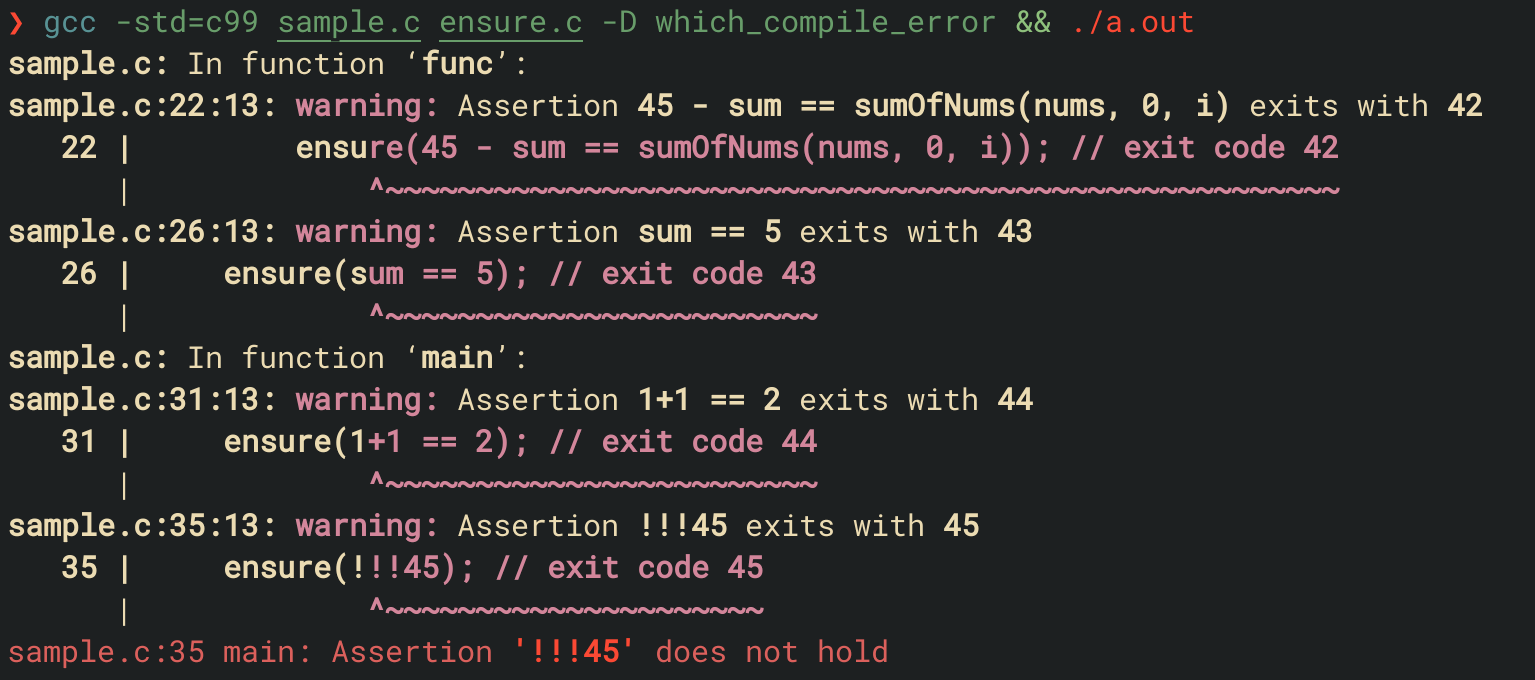 ❯ gcc -std=c99 sample.c ensure.c -D which_compile_error && ./a.out
sample.c: In function ‘func’:
sample.c:22:13: warning: Assertion 45 - sum == sumOfNums(nums, 0, i) exits with 42
   22 |         ensure(45 - sum == sumOfNums(nums, 0, i)); // exit code 42
      |             ^~~~~~~~~~~~~~~~~~~~~~~~~~~~~~~~~~~~~~~~~~~~~~~~~~~~~~
sample.c:26:13: warning: Assertion sum == 5 exits with 43
   26 |     ensure(sum == 5); // exit code 43
      |             ^~~~~~~~~~~~~~~~~~~~~~~~~
sample.c: In function ‘main’:
sample.c:31:13: warning: Assertion 1+1 == 2 exits with 44
   31 |     ensure(1+1 == 2); // exit code 44
      |             ^~~~~~~~~~~~~~~~~~~~~~~~~
sample.c:35:13: warning: Assertion !!!45 exits with 45
   35 |     ensure(!!!45); // exit code 45
      |             ^~~~~~~~~~~~~~~~~~~~~~
sample.c:35 main: Assertion '!!!45' does not hold